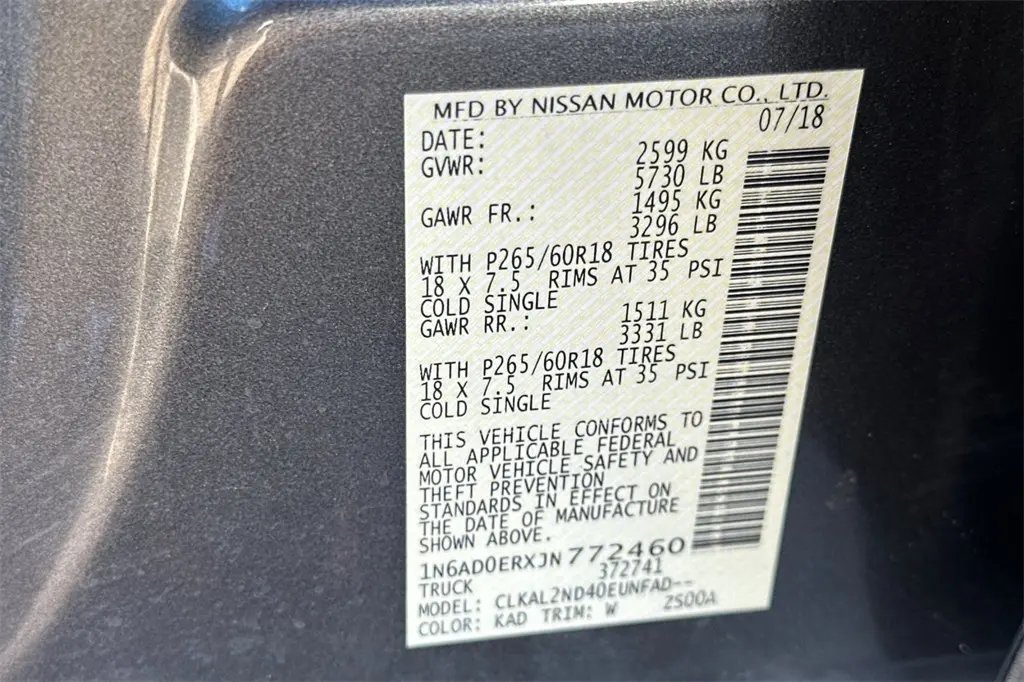 MFD BY NISSAN MOTOR CO., LTD.
DATE: 07/18
GVWR: 2599 KG
5730 LB
GAWR FR.: 1495 KG
3296 LB
WITH P265/60R18 TIRES
18 X 7.5 RIMS AT 35 PSI
COLD SINGLE
GAWR RR.: 1511 KG
3331 LB
WITH P265/60R18 TIRES
18 X 7.5 RIMS AT 35 PSI
COLD SINGLE
THIS VEHICLE CONFORMS TO
ALL APPLICABLE FEDERAL
MOTOR VEHICLE SAFETY AND
THEFT PREVENTION
STANDARDS IN EFFECT ON
THE DATE OF MANUFACTURE
SHOWN ABOVE.
1N6AD0ERXJN772460
TRUCK 372741
MODEL: CLKAL2ND40EUNFAD--
COLOR: KAD TRIM: W ZS00A